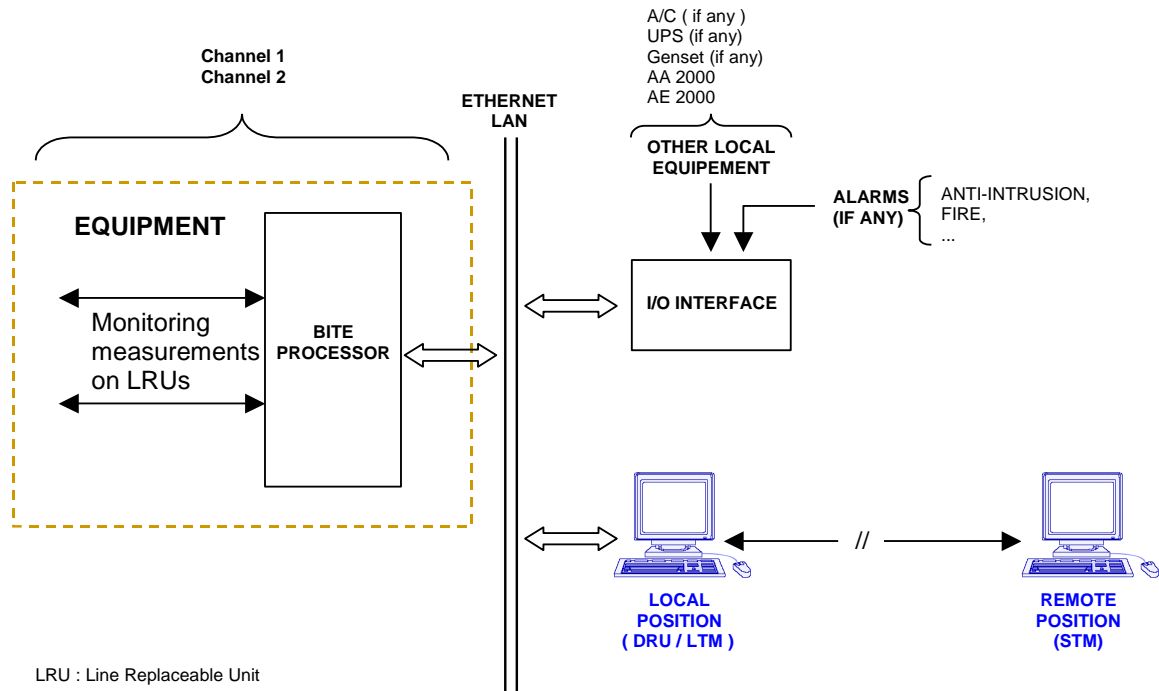 A/C ( if any )
UPS (if any)
Genset (if any)
AA 2000
AE 2000
Channel 1
Channel 2
ETHERNET
LAN
OTHER LOCAL
EQUIPEMENT
ALARMS
(IF ANY)
ANTI-INTRUSION,
FIRE,
...
EQUIPMENT
Monitoring
measurements
on LRUs
BITE
PROCESSOR
I/O INTERFACE
//
LOCAL
POSITION
( DRU / LTM )
REMOTE
POSITION
(STM)
LRU : Line Replaceable Unit